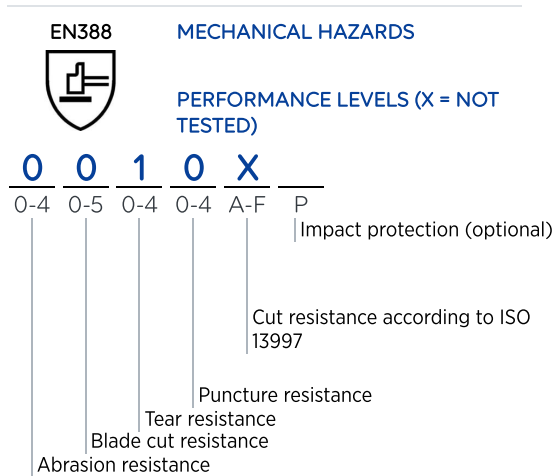 EN388
MECHANICAL HAZARDS
PERFORMANCE LEVELS (X = NOT
TESTED)
0 0 1 0 X
0-4 0-5 0-4 0-4 A-F P
Impact protection (optional)
Cut resistance according to ISO
13997
Puncture resistance
Tear resistance
Blade cut resistance
Abrasion resistance